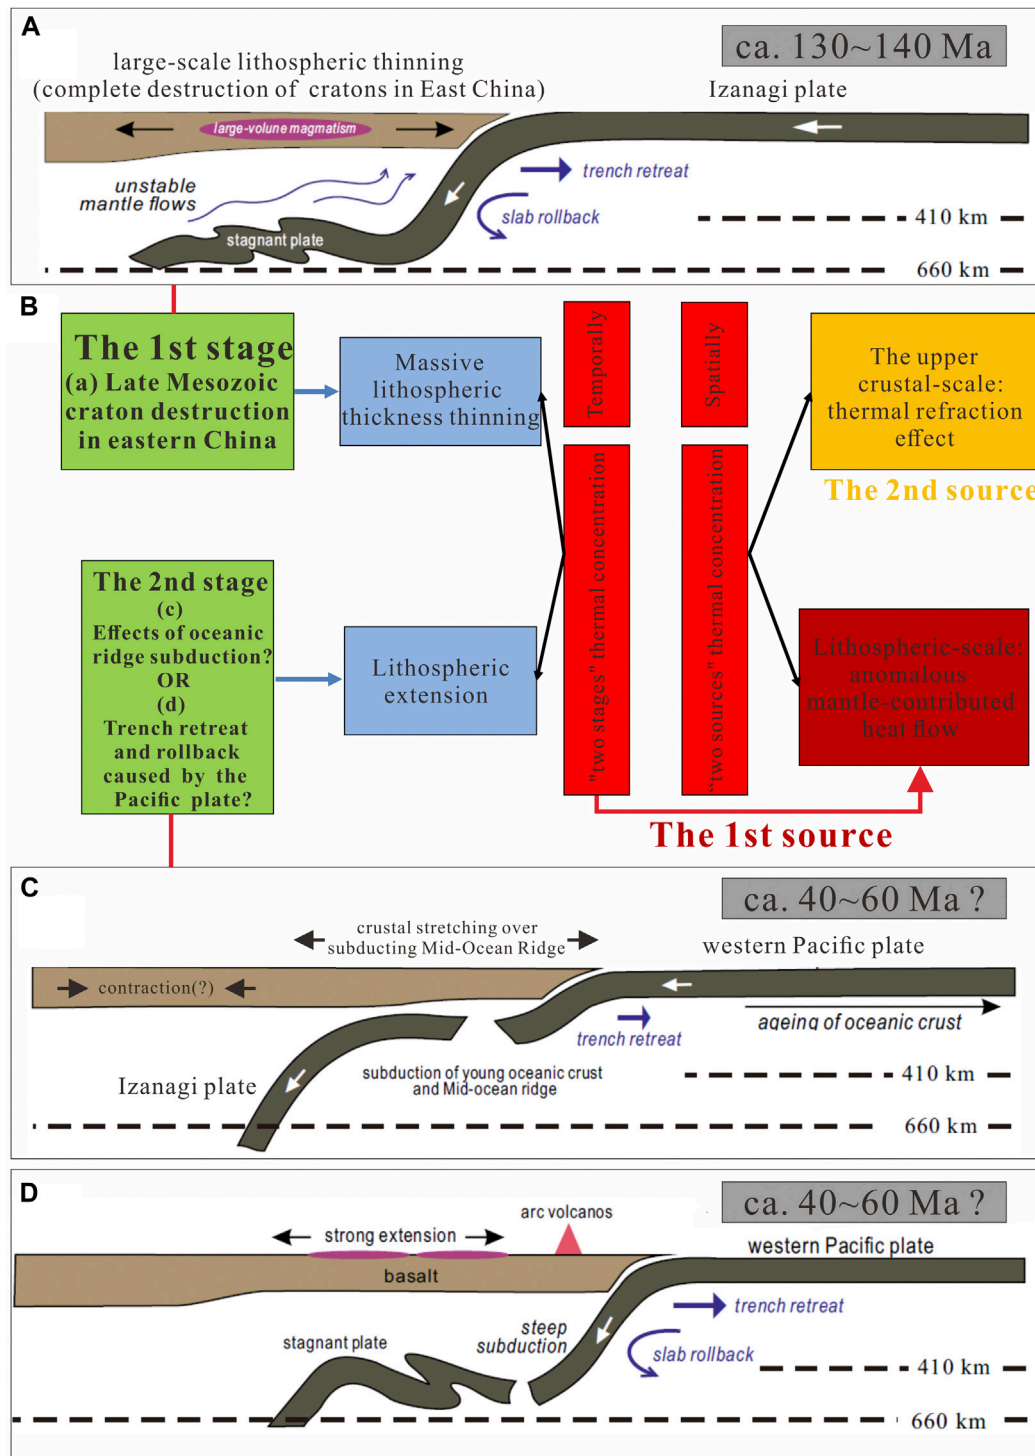 A
ca. 130~140 Ma
large-scale lithospheric thinning
(complete destruction of cratons in East China)
Izanagi plate
large-volune magmatism
unstable
mantle flows
trench retreat
slab rollback
stagnant plate
410 km
660 km
B
The 1st stage
(a) Late Mesozoic
craton destruction
in eastern China
Massive
lithospheric
thickness thinning
Temporally
Spatially
The upper
crustal-scale:
thermal refraction
effect
The 2nd source
The 2nd stage
(c)
Effects of oceanic
ridge subduction?
OR
(d)
Trench retreat
and rollback
caused by the
Pacific plate?
Lithospheric
extension
"two stages" thermal concentration
“two sources” thermal concentration
Lithospheric-scale:
anomalous
mantle-contributed
heat flow
The 1st source
C
ca. 40~60 Ma ?
crustal stretching over
subducting Mid-Ocean Ridge
western Pacific plate
contraction(?)
trench retreat
ageing of oceanic crust
Izanagi plate
subduction of young oceanic crust
and Mid-ocean ridge
410 km
660 km
D
ca. 40~60 Ma ?
arc volcanos
strong extension
western Pacific plate
basalt
trench retreat
steep
subduction
stagnant plate
slab rollback
410 km
660 km